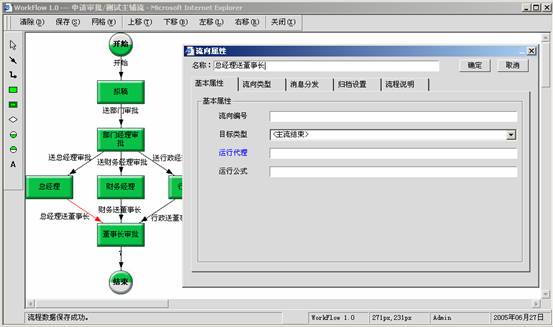 WorkFlow 1.0 --- 申请审批/测试主辅流 - Microsoft Internet Explorer
清除(D) 保存(S) 网格(W) 上移(T) 下移(B) 左移(L) 右移(R) 关闭(X)
开始
开始
拟稿
送部门审批
部门经理审批
送总经理审批 送财务经理审批 送行政经
总经理 财务经理 行
总经理送董事长 财务送董事长 行政送董事
董事长审批
结束
A
流向属性
名称: 总经理送董事长 确定 取消
基本属性 流向类型 消息分发 归档设置 流程说明
基本属性
流向编号
目标类型 <主流结束>
运行代理
运行公式
流程数据保存成功。 WorkFlow 1.0 271px,231px Admin 2005年06月27日